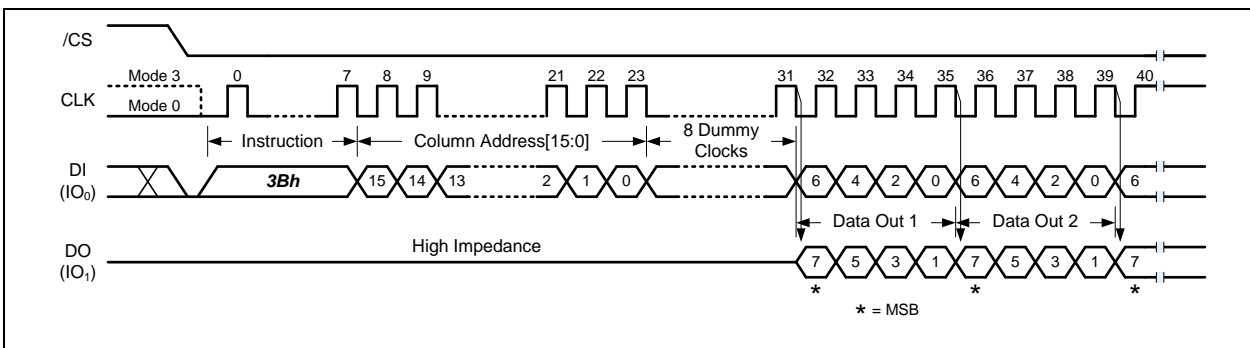 /CS
Mode 3 0 7 8 9 21 22 23 31 32 33 34 35 36 37 38 39 40
CLK Mode 0
Instruction Column Address[15:0] 8 Dummy
Clocks
DI 3Bh 15 14 13 2 1 0 6 4 2 0 6 4 2 0 6
(IO0)
Data Out 1 Data Out 2
DO High Impedance
(IO1) 7 5 3 1 7 5 3 1 7
* * *
* = MSB